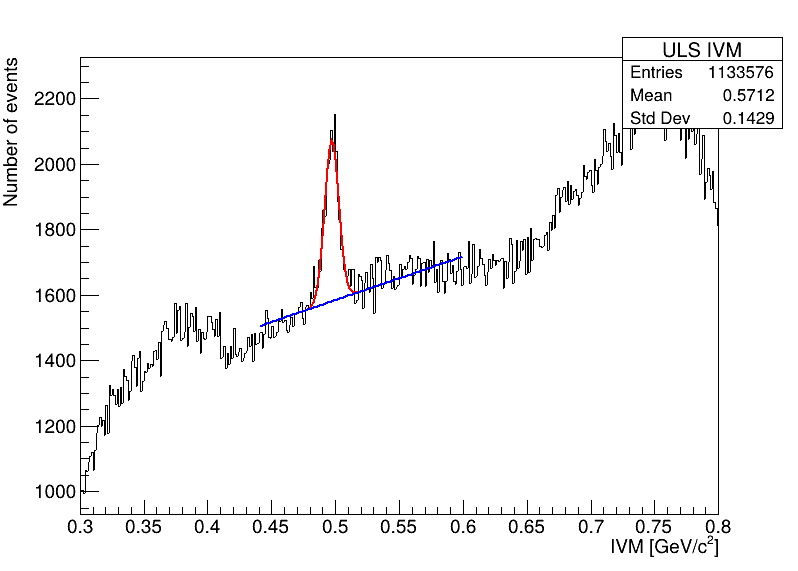 ULS IVM
Entries 1133576
Mean 0.5712
Std Dev 0.1429
Number of events
2200
2000
1800
1600
1400
1200
1000
0.3 0.35 0.4 0.45 0.5 0.55 0.6 0.65 0.7 0.75 0.8
IVM [GeV/c²]